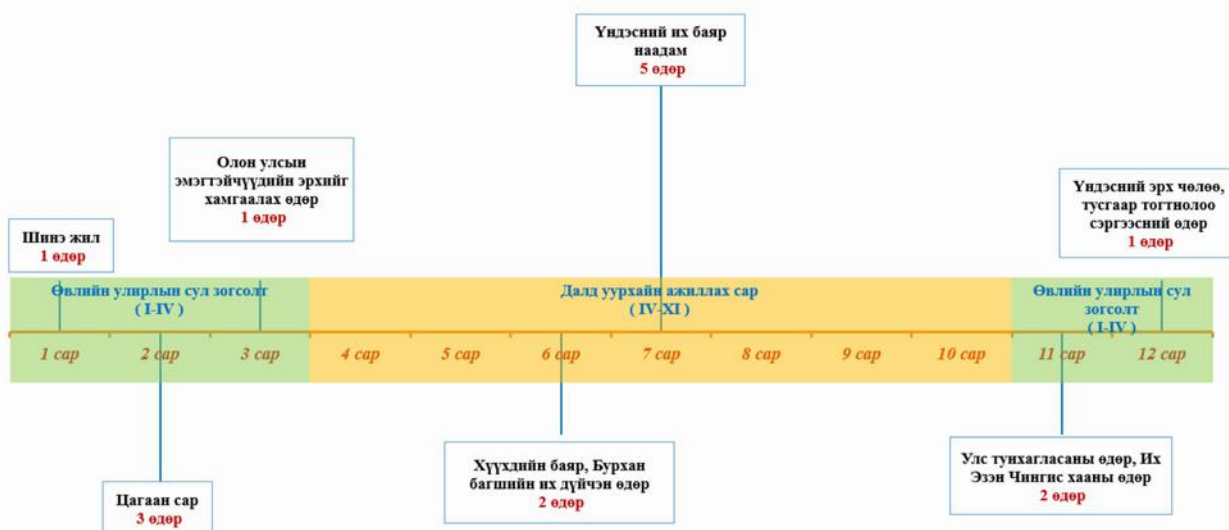 Үндэсний их баяр
наадам
5 өдөр
Олон улсын
эмэгтэйчүүдийн эрхийг
хамгаалах өдөр
1 өдөр
Үндэсний эрх чөлөө,
тусгаар тогтнолоо
сэргээсний өдөр
1 өдөр
Шинэ жил
1 өдөр
Өвлийн улирлын сул зогсолт
( I-IV )
Далд уурхайн ажиллах сар
( IV-XI )
Өвлийн улирлын сул
зогсолт
( I-IV )
1 сар
2 сар
3 сар
4 сар
5 сар
6 сар
7 сар
8 сар
9 сар
10 сар
11 сар
12 сар
Цагаан сар
3 өдөр
Хүүхдийн баяр, Бурхан
багшийн их дүйчэн өдөр
2 өдөр
Улс тунхагласаны өдөр, Их
Эзэн Чингис хааны өдөр
2 өдөр